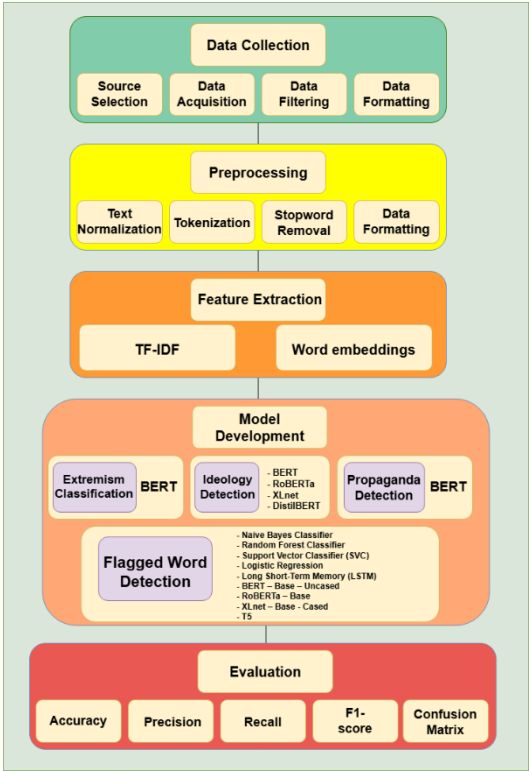 Data Collection
Source
Selection
Data
Acquisition
Data
Filtering
Data
Formatting
Preprocessing
Text
Normalization
Tokenization
Stopword
Removal
Data
Formatting
Feature Extraction
TF-IDF
Word embeddings
Model
Development
Extremism
Classification
BERT
Ideology
Detection
- BERT
- RoBERTa
- XLnet
- DistilBERT
Propaganda
Detection
BERT
Flagged Word
Detection
- Naive Bayes Classifier
- Random Forest Classifier
- Support Vector Classifier (SVC)
- Logistic Regression
- Long Short-Term Memory (LSTM)
- BERT – Base – Uncased
- RoBERTa – Base
- XLnet – Base - Cased
- T5
Evaluation
Accuracy
Precision
Recall
F1-
score
Confusion
Matrix